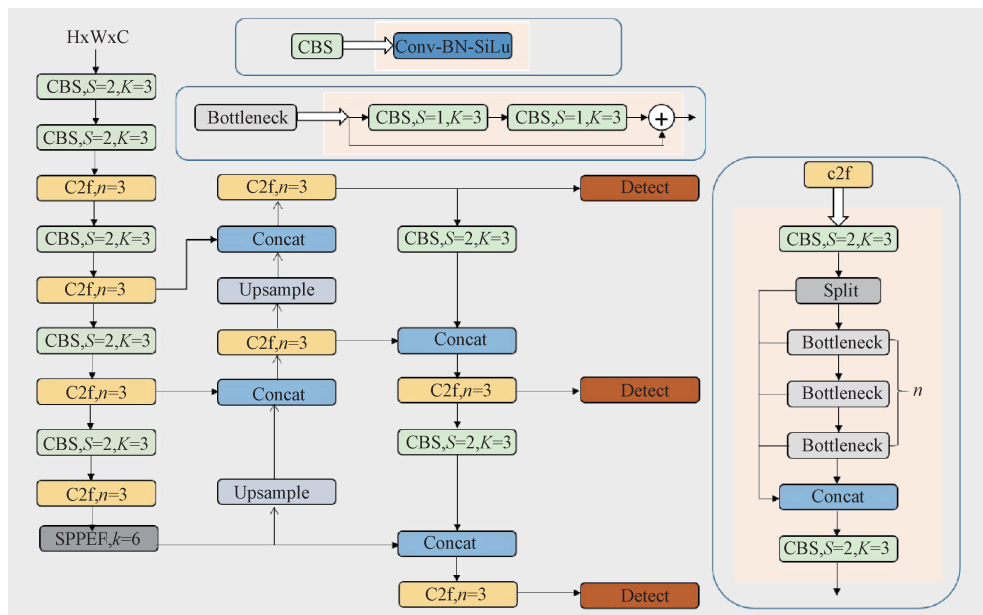 HxWxC
CBS,S=2,K=3
CBS,S=2,K=3
C2f,n=3
CBS,S=2,K=3
C2f,n=3
CBS,S=2,K=3
C2f,n=3
CBS,S=2,K=3
C2f,n=3
SPPEF,k=6
CBS
Conv-BN-SiLu
Bottleneck
CBS,S=1,K=3
CBS,S=1,K=3
+
C2f,n=3
Concat
Upsample
C2f,n=3
Concat
Upsample
Detect
CBS,S=2,K=3
Concat
C2f,n=3
Detect
CBS,S=2,K=3
Concat
C2f,n=3
Detect
c2f
CBS,S=2,K=3
Split
Bottleneck
Bottleneck
n
Bottleneck
Concat
CBS,S=2,K=3